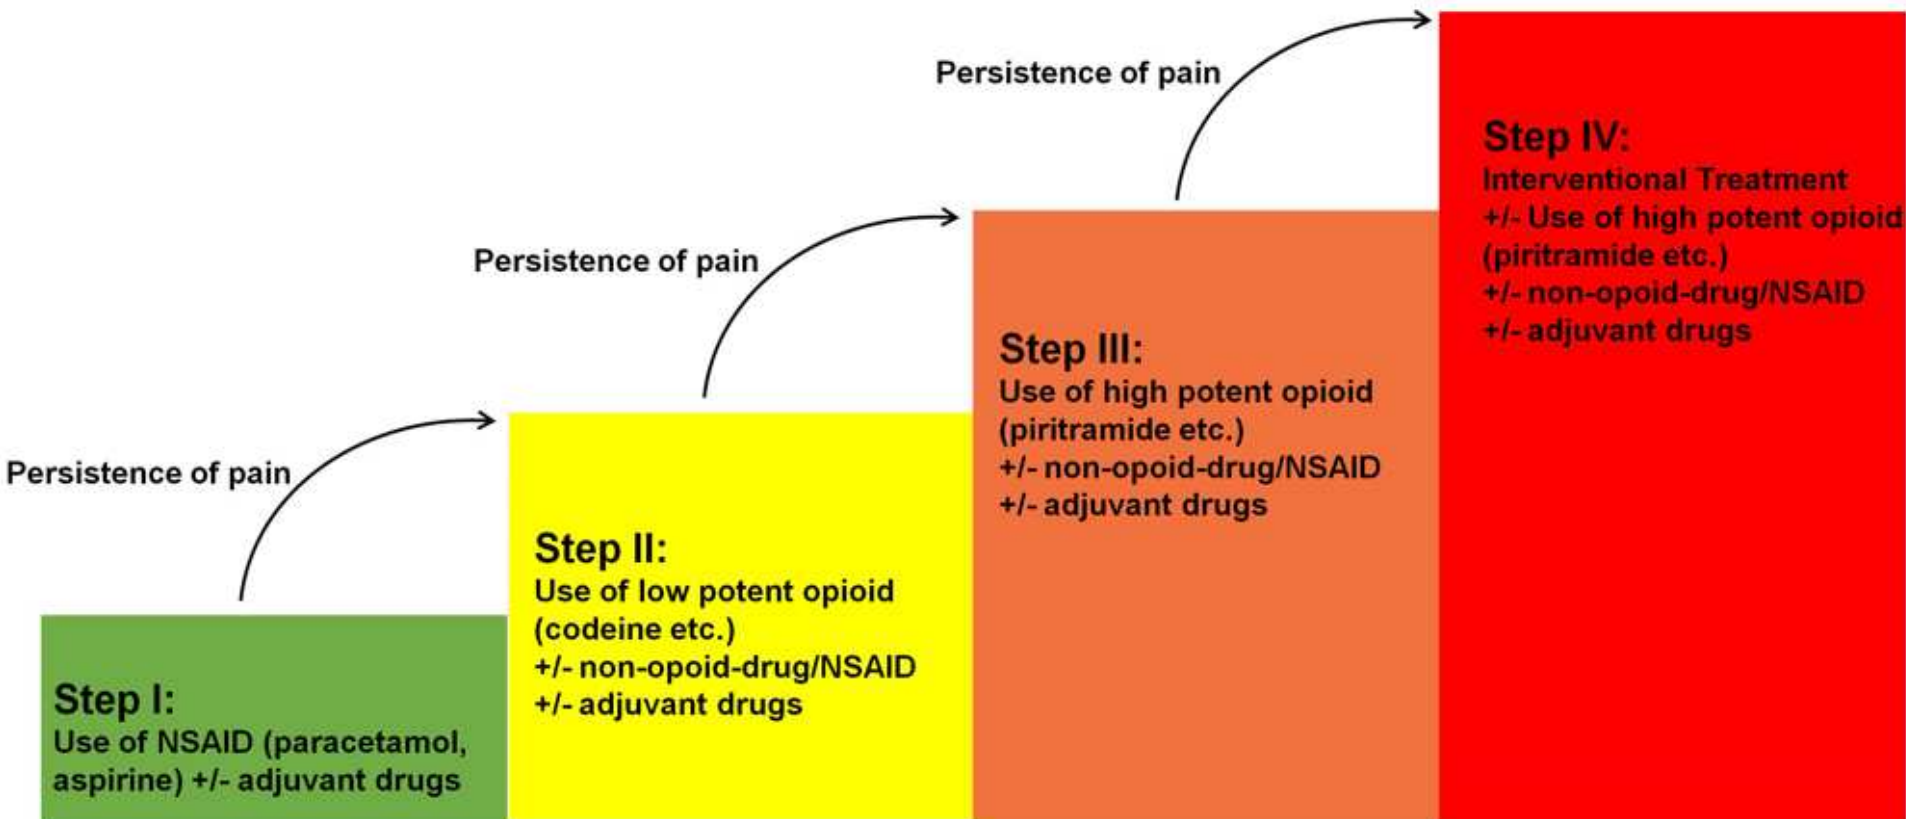 Persistence of pain
Step I:
Use of NSAID (paracetamol,
aspirine) +/- adjuvant drugs
Persistence of pain
Step II:
Use of low potent opioid
(codeine etc.)
+/- non-opoid-drug/NSAID
+/- adjuvant drugs
Persistence of pain
Step III:
Use of high potent opioid
(piritramide etc.)
+/- non-opoid-drug/NSAID
+/- adjuvant drugs
Step IV:
Interventional Treatment
+/- Use of high potent opioid
(piritramide etc.)
+/- non-opoid-drug/NSAID
+/- adjuvant drugs